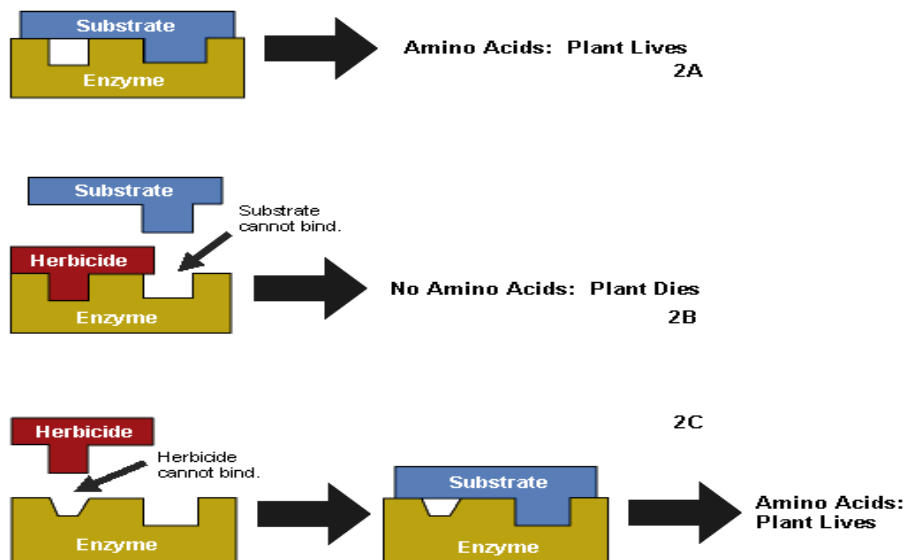 Substrate
Enzyme
Amino Acids: Plant Lives
2A
Substrate
Substrate
cannot bind.
Herbicide
Enzyme
No Amino Acids: Plant Dies
2B
2C
Herbicide
Herbicide
cannot bind.
Enzyme
Substrate
Enzyme
Amino Acids:
Plant Lives